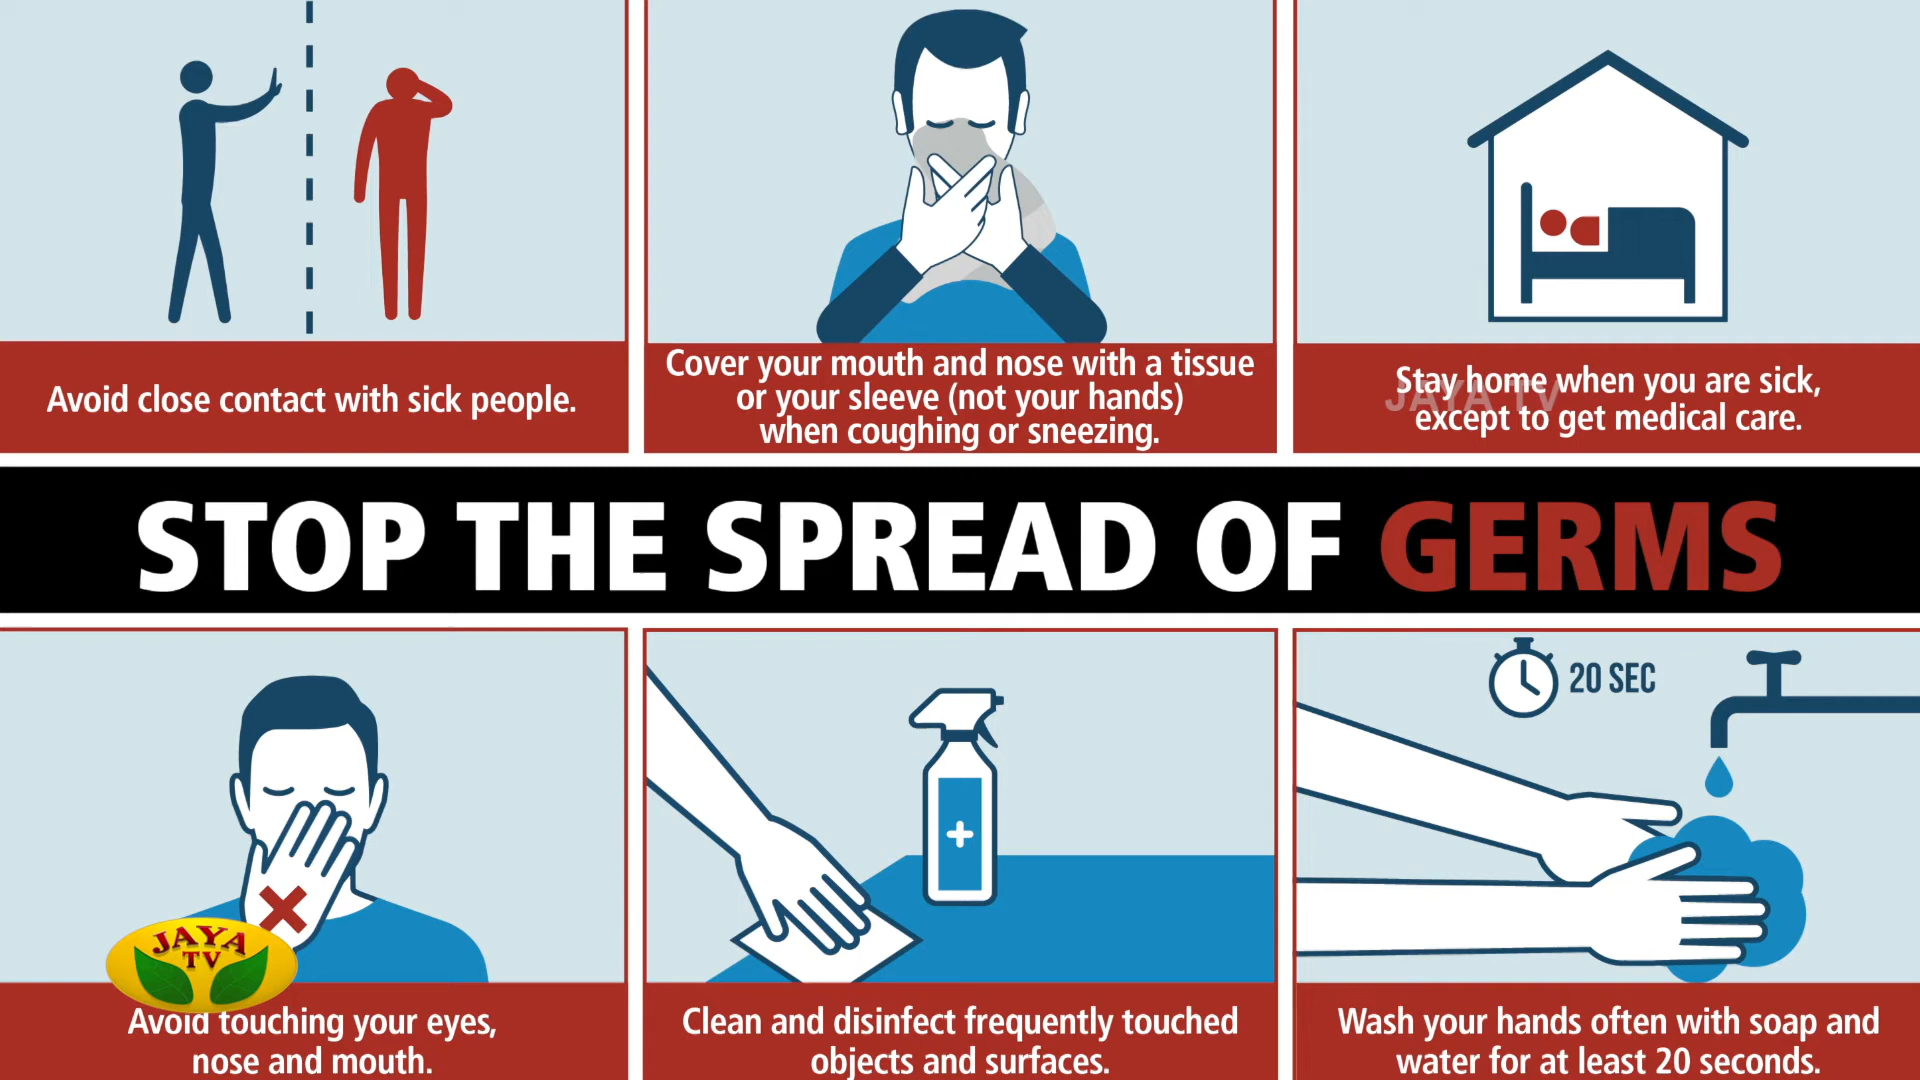 Avoid close contact with sick people.
Cover your mouth and nose with a tissue
or your sleeve (not your hands)
when coughing or sneezing.
Stay home when you are sick,
except to get medical care.
JAYA TV
STOP THE SPREAD OF GERMS
20 SEC
JAYA
TV
Avoid touching your eyes,
nose and mouth.
Clean and disinfect frequently touched
objects and surfaces.
Wash your hands often with soap and
water for at least 20 seconds.